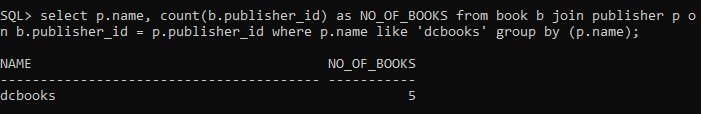 SQL> select p.name, count(b.publisher_id) as NO_OF_BOOKS from book b join publisher p o
n b.publisher_id = p.publisher_id where p.name like 'dcbooks' group by (p.name);
NAME                                     NO_OF_BOOKS
---------------------------------------- -----------
dcbooks                                            5